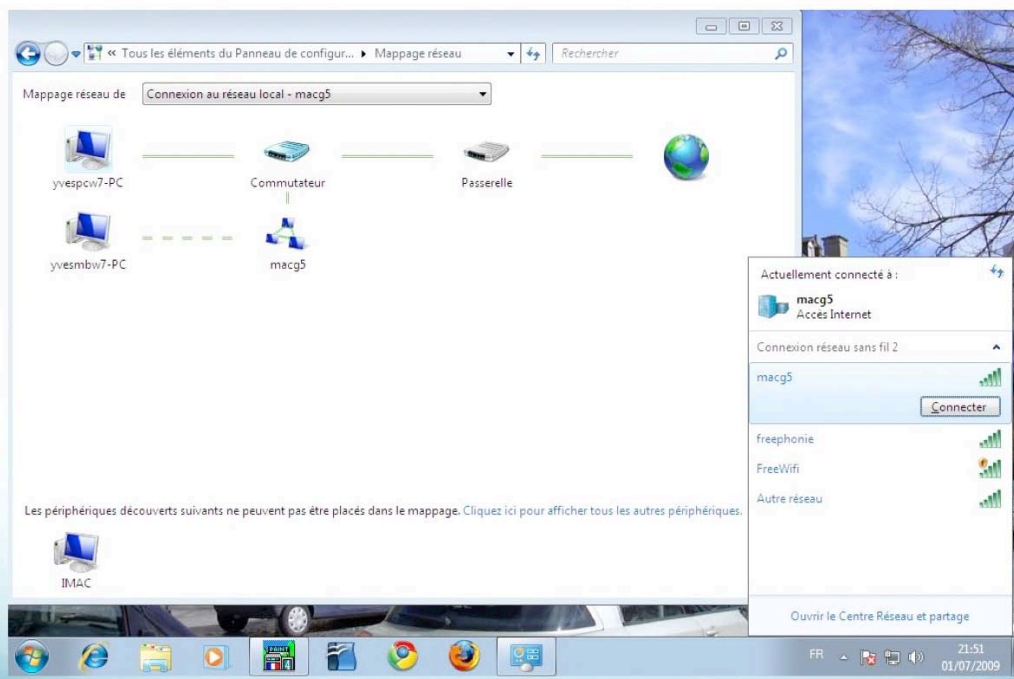 « Tous les éléments du Panneau de configur... ▸ Mappage réseau
Rechercher
Mappage réseau de
Connexion au réseau local - macg5
yvespcw7-PC
Commutateur
Passerelle
yvesmbw7-PC
macg5
Les périphériques découverts suivants ne peuvent pas être placés dans le mappage. Cliquez ici pour afficher tous les autres périphériques.
IMAC
Actuellement connecté à :
macg5
Accès Internet
Connexion réseau sans fil 2
macg5
Connecter
freephonie
FreeWifi
Autre réseau
Ouvrir le Centre Réseau et partage
PAINT
4
FR
21:51
01/07/2009